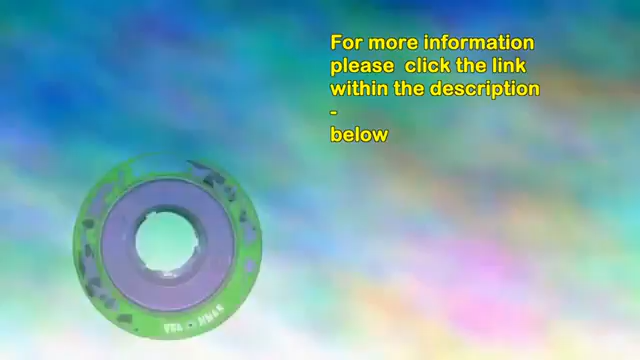 For more information
please  click the link
within the description
-
below